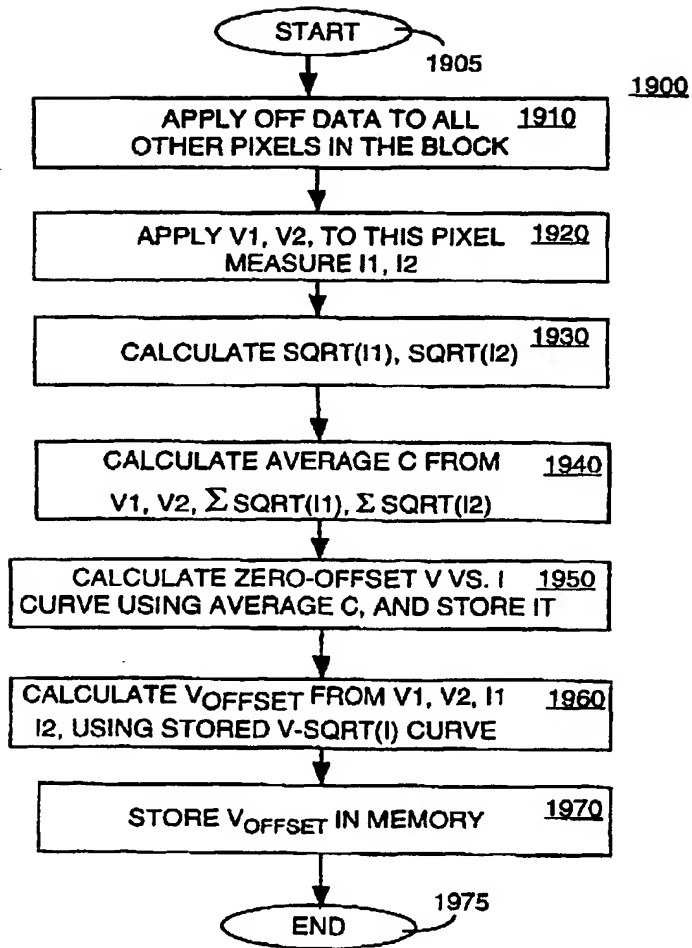 START
1905
1900
APPLY OFF DATA TO ALL 1910
OTHER PIXELS IN THE BLOCK
APPLY V1, V2, TO THIS PIXEL 1920
MEASURE I1, I2
1930
CALCULATE SQRT(I1), SQRT(I2)
CALCULATE AVERAGE C FROM 1940
V1, V2, Σ SQRT(I1), Σ SQRT(I2)
CALCULATE ZERO-OFFSET V VS. I 1950
CURVE USING AVERAGE C, AND STORE IT
CALCULATE VOFFSET FROM V1, V2, I1 1960
I2, USING STORED V-SQRT(I) CURVE
1970
STORE VOFFSET IN MEMORY
1975
END